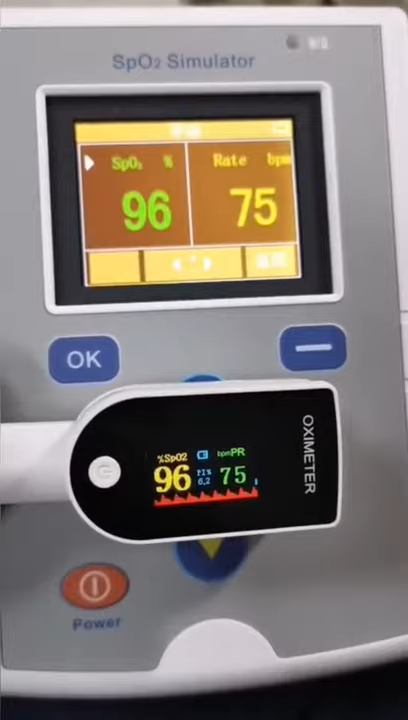 SpO₂ Simulator
SpO₂ %
Rate bpm
96
75
OK
%SpO2
bpmPR
96
PI%
6.2
75
OXIMETER
Power